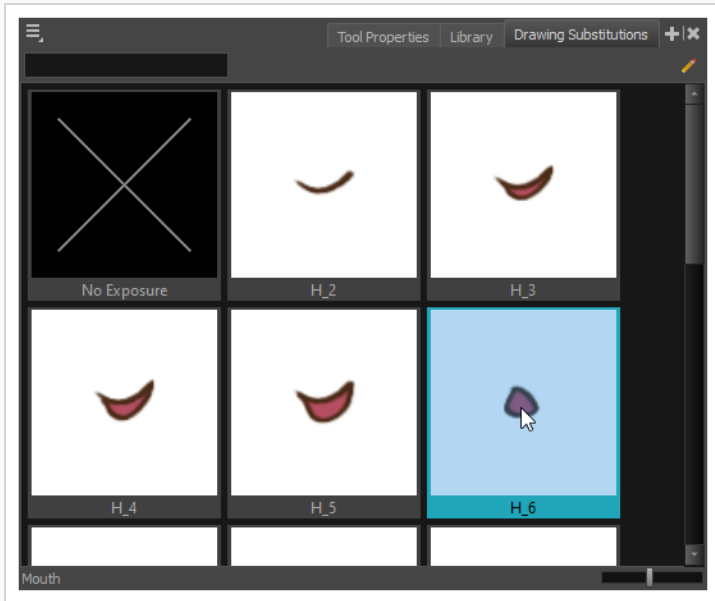 Tool Properties Library Drawing Substitutions
No Exposure H_2 H_3
H_4 H_5 H_6
Mouth